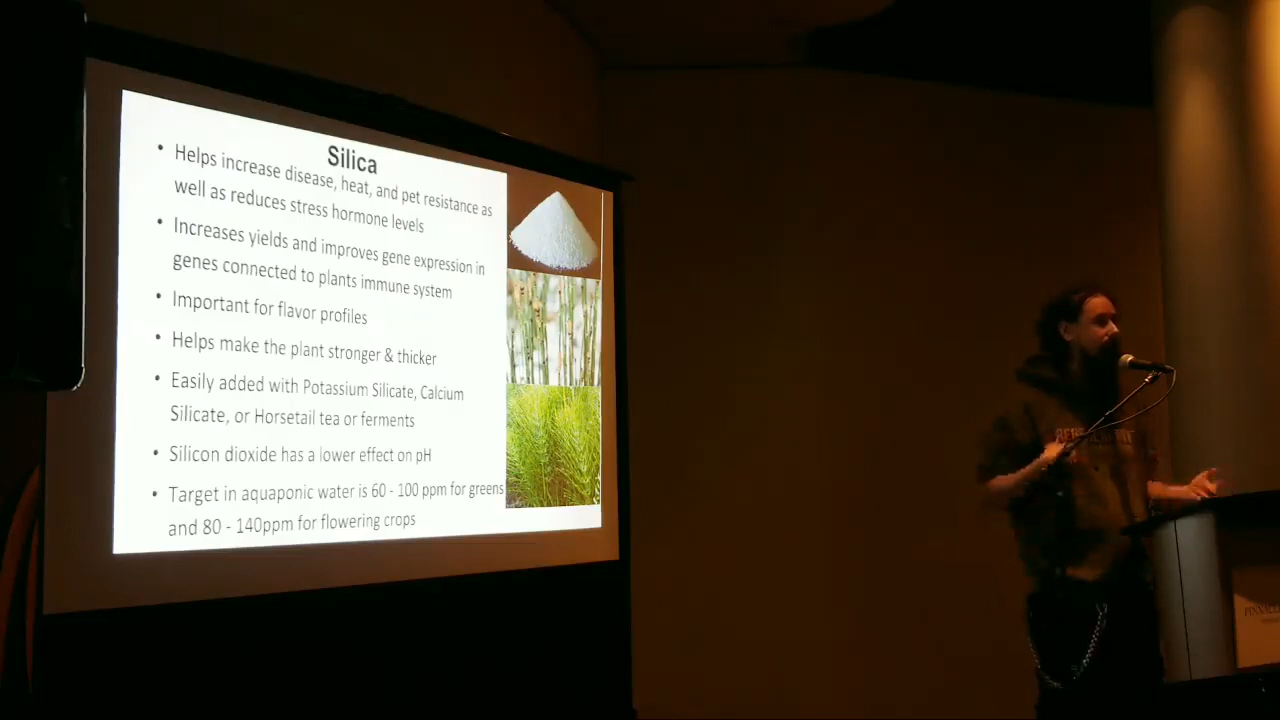 Silica
• Helps increase disease, heat, and pet resistance as
well as reduces stress hormone levels
• Increases yields and improves gene expression in
genes connected to plants immune system
• Important for flavor profiles
• Helps make the plant stronger & thicker
• Easily added with Potassium Silicate, Calcium
Silicate, or Horsetail tea or ferments
• Silicon dioxide has a lower effect on pH
• Target in aquaponic water is 60 - 100 ppm for greens
and 80 - 140ppm for flowering crops